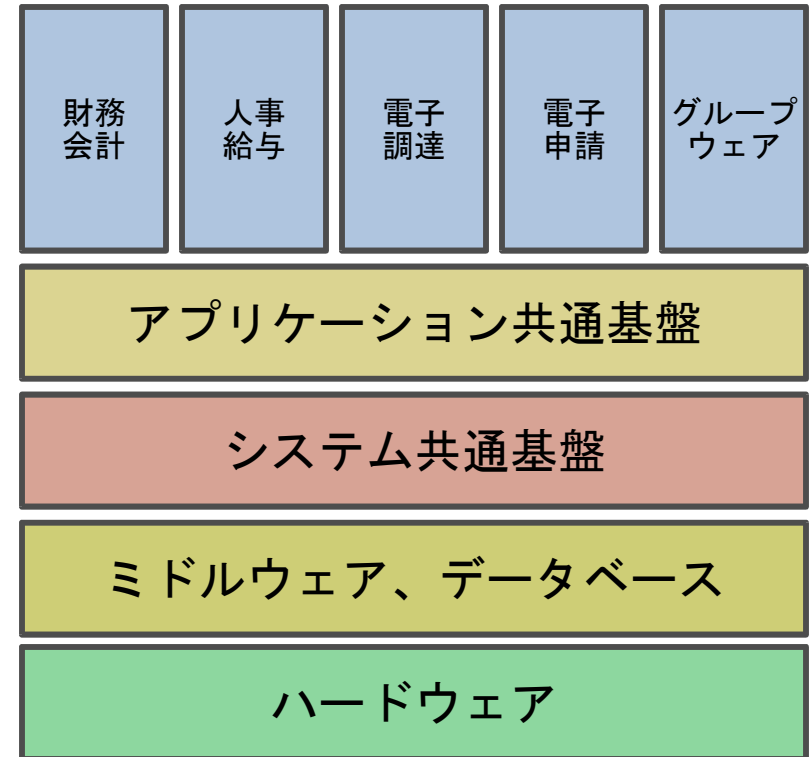 財務
会計
人事
給与
電子
調達
電子
申請
グループ
ウェア
アプリケーション共通基盤
システム共通基盤
ミドルウェア、データベース
ハードウェア